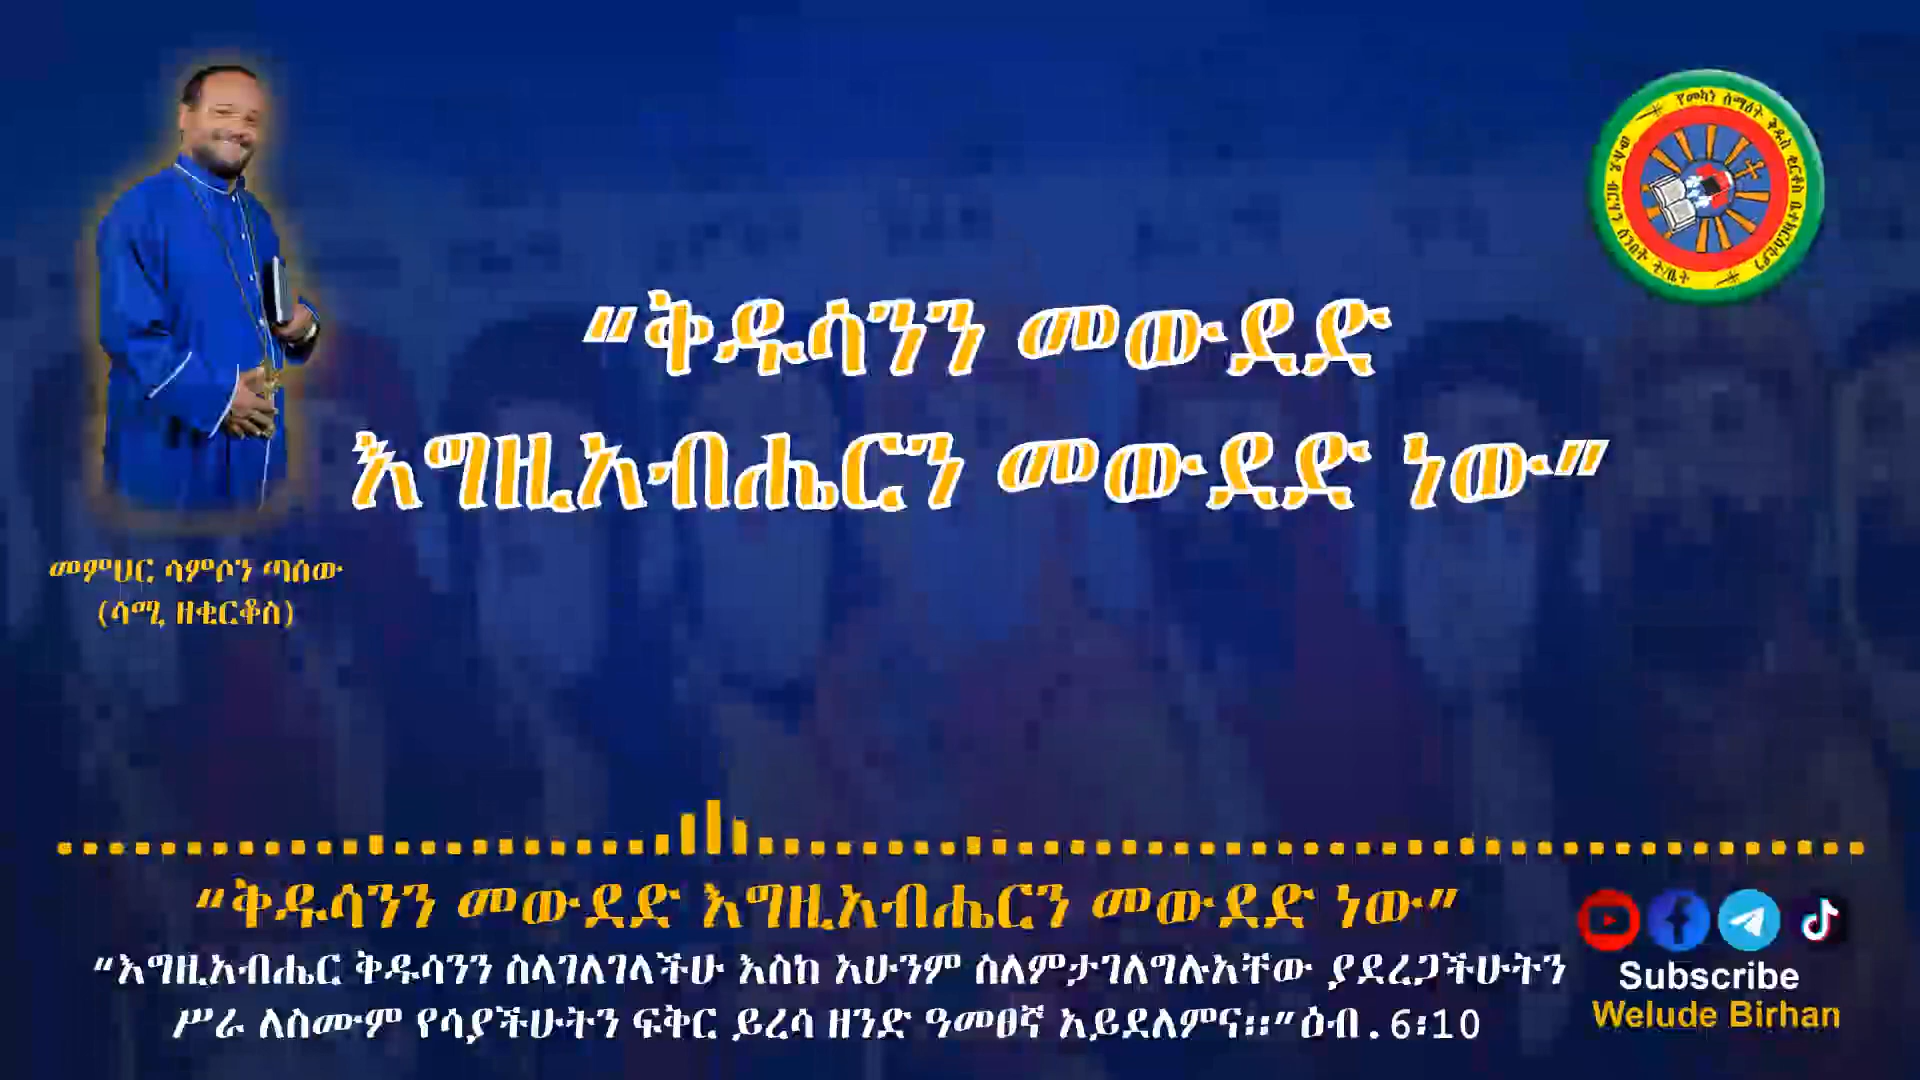 “ቅዱሳንን መውደድ
እግዚአብሔርን መውደድ ነው”
መምህር ሳምሶን ጣሰው
(ሳሚ ዘቂርቆስ)
“ቅዱሳንን መውደድ እግዚአብሔርን መውደድ ነው”
“እግዚአብሔር ቅዱሳንን ስላገለገላችሁ እስከ አሁንም ስለምታገለግሉአቸው ያደረጋችሁትን
ሥራ ለስሙም የሳያችሁትን ፍቅር ይረሳ ዘንድ ዓመፀኛ አይደለምና።፡”ዕብ.6፡10
Subscribe
Welude Birhan